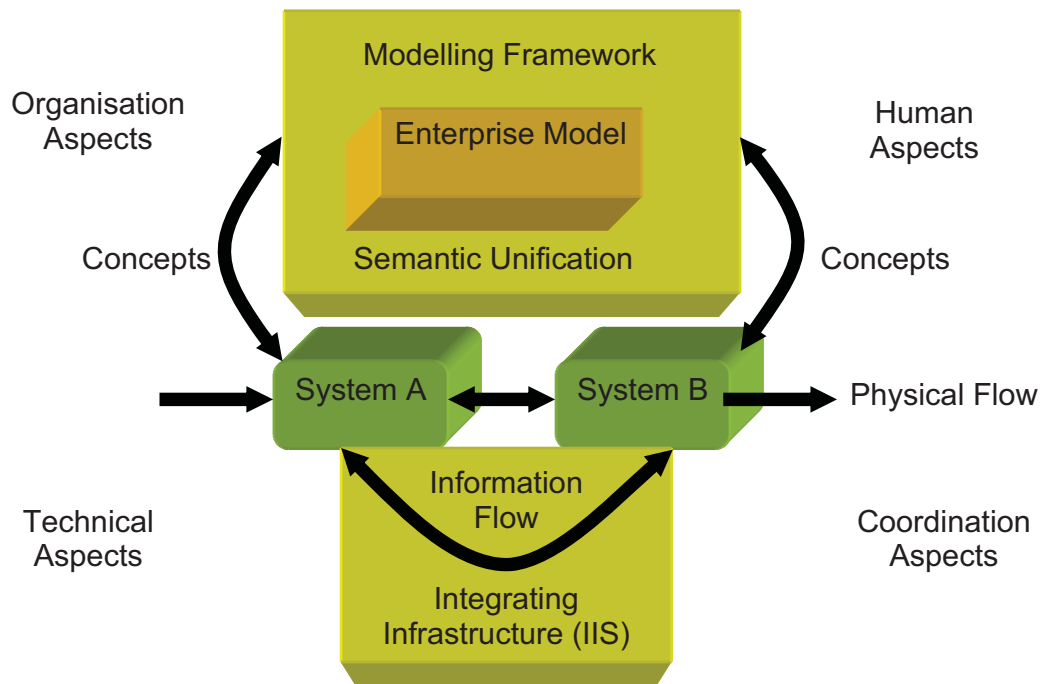 Modelling Framework
Organisation
Aspects
Enterprise Model
Human
Aspects
Concepts
Semantic Unification
Concepts
System A
System B
Physical Flow
Information
Flow
Technical
Aspects
Coordination
Aspects
Integrating
Infrastructure (IIS)